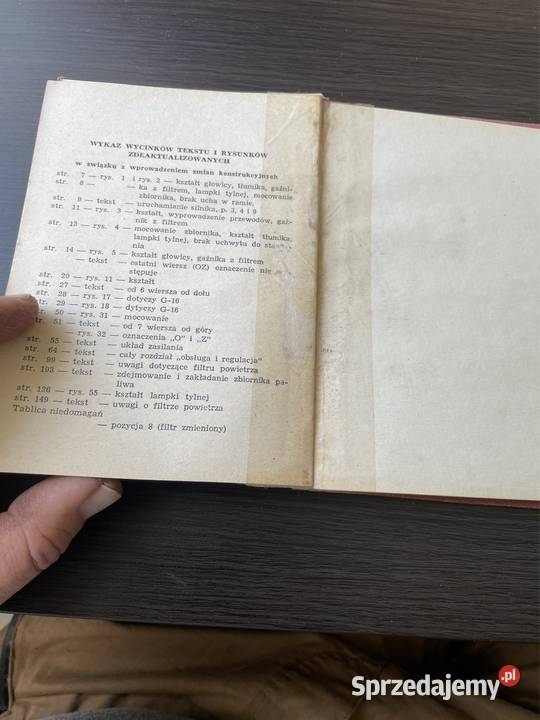 WYKAZ WYCINKÓW TEKSTU I RYSUNKÓW
ZDEAKTUALIZOWANYCH
w związku z wprowadzeniem zmian konstrukcyjnych
str. 7 — rys. 1 i rys. 2 — kształt głowicy, tłumika, gaźni-
str. 8 — — ka z filtrem, lampki tylnej, mocowanie
zbiornika, brak ucha w ramie,
str. 9 — tekst — uruchamianie silnika, p. 3, 4 i 9
str. 11 — rys. 3 — kształt, wyprowadzenie przewodów, gaź-
nik z filtrem
str. 13 — rys. 4 — mocowanie zbiornika, kształt tłumika,
lampki tylnej, brak uchwytu do
nia
str. 14 — rys. 5 — kształt głowicy, gaźnika z filtrem
— tekst — ostatni wiersz (OZ) oznaczenie nie
stępuje
str. 20 — rys. 11 — kształt
str. 27 — tekst — od 6 wiersza od dołu
str. 28 — rys. 17 — dotyczy G-16
str. 29 — rys. 18 — dytyczy G-16
str. 50 — rys. 31 — mocowanie
str. 51 — tekst — od 7 wiersza od góry
— rys. 32 — oznaczenia „O" i „Z"
str. 55 — tekst — układ zasilania
str. 64 — tekst — cały rozdział „obsługa i regulacja"
str. 99 — tekst — uwagi dotyczące filtru powietrza
str. 103 — tekst — zdejmowanie i zakładanie zbiornika pa-
liwa
str. 126 — rys. 55 — kształt lampki tylnej
str. 149 — tekst — uwagi o filtrze powietrza
Tablica niedomagań
— pozycja 8 (filtr zmieniony)
Sprzedajemy.pl